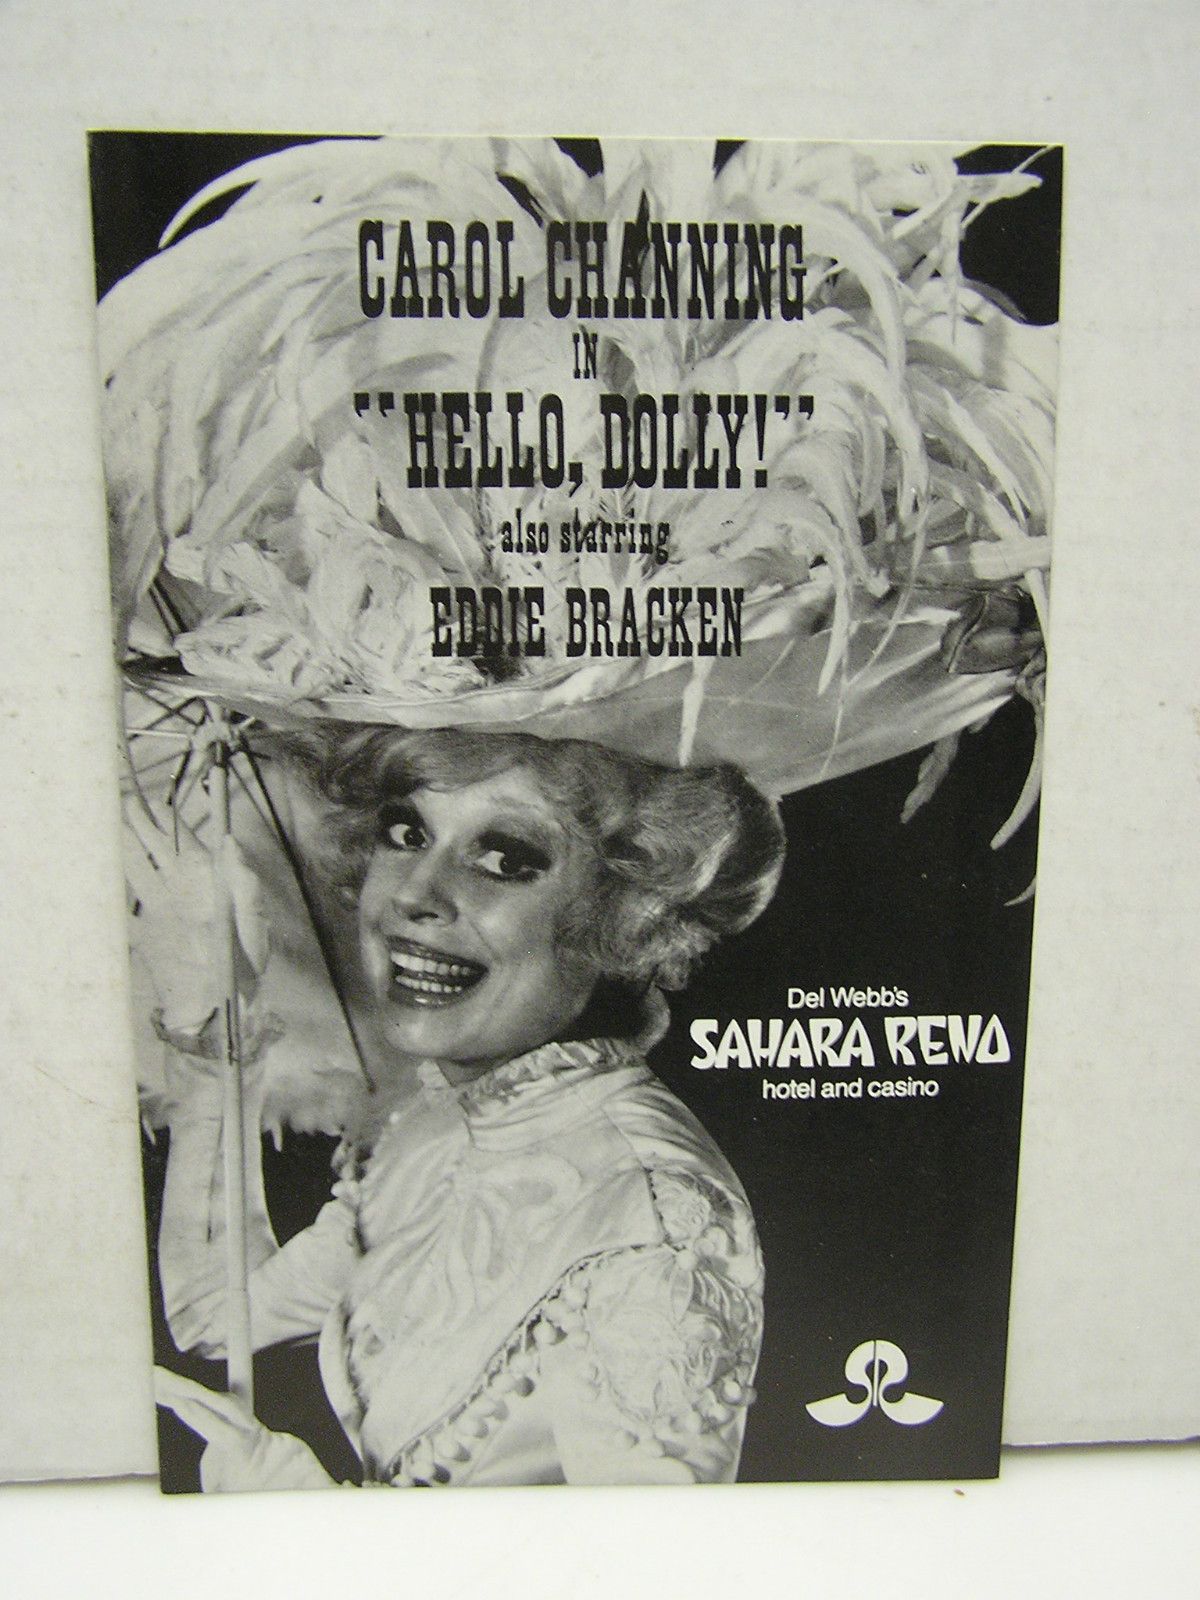 CAROL CHANNING
IN
"HELLO, DOLLY!"
also starring
EDDIE BRACKEN
Del Webb's
SAHARA RENO
hotel and casino